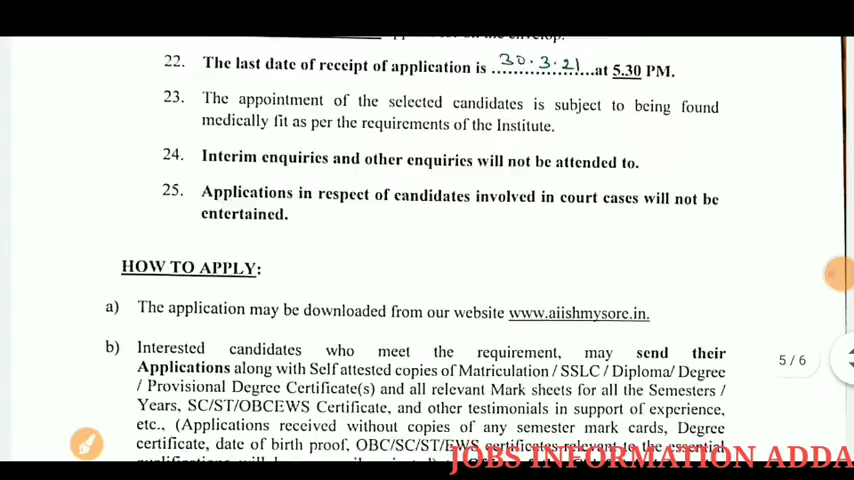 the envelop.
22. The last date of receipt of application is 30.3.21 at 5.30 PM.
23. The appointment of the selected candidates is subject to being found
medically fit as per the requirements of the Institute.
24. Interim enquiries and other enquiries will not be attended to.
25. Applications in respect of candidates involved in court cases will not be
entertained.
HOW TO APPLY:
a) The application may be downloaded from our website www.aiishmysore.in.
b) Interested candidates who meet the requirement, may send their
Applications along with Self attested copies of Matriculation / SSLC / Diploma/ Degree
/ Provisional Degree Certificate(s) and all relevant Mark sheets for all the Semesters /
Years, SC/ST/OBCEWS Certificate, and other testimonials in support of experience,
etc., (Applications received without copies of any semester mark cards, Degree
certificate, date of birth proof, OBC/SC/ST/EWS certificates relevant to the essential
5/6
JOBS INFORMATION ADDA